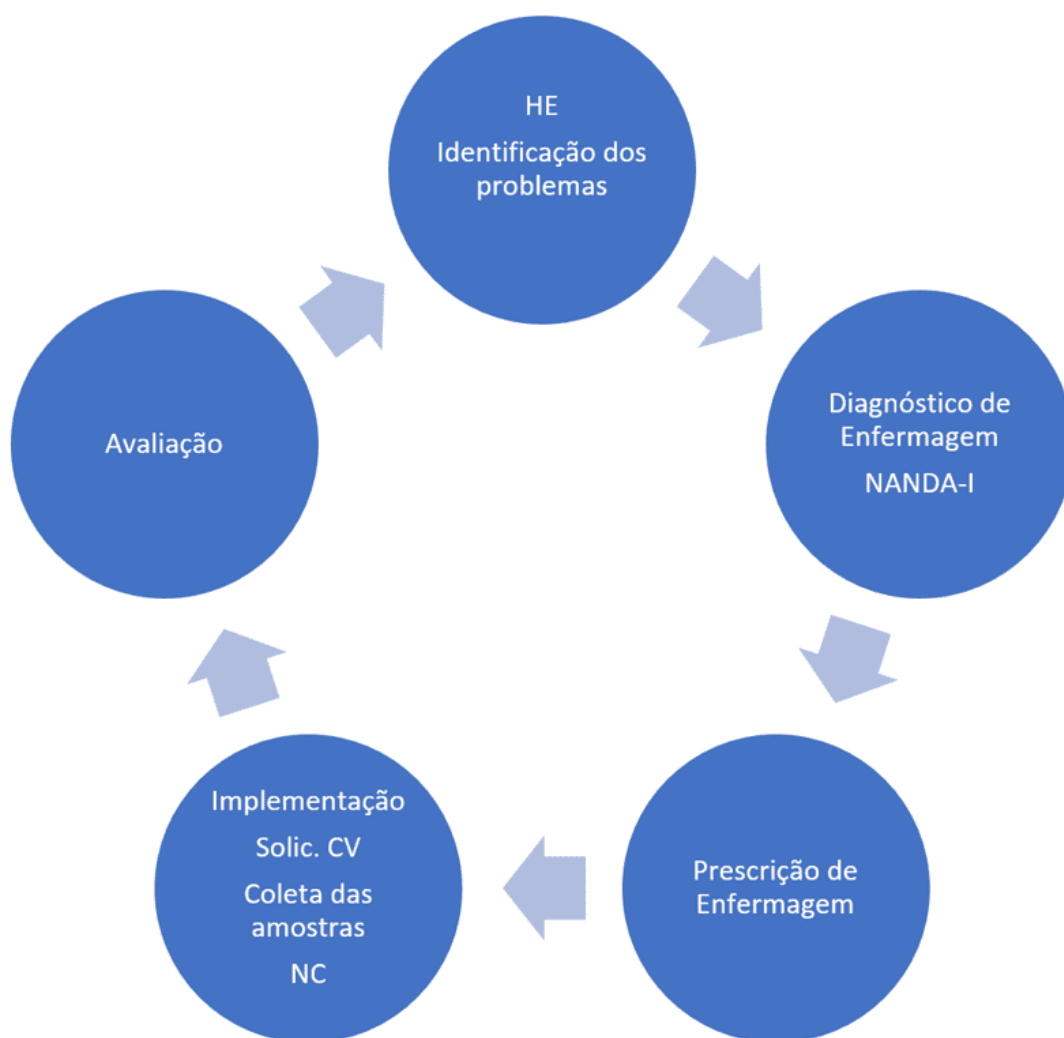 HE
Identificação dos
problemas
Diagnóstico de
Enfermagem
NANDA-I
Prescrição de
Enfermagem
Implementação
Solic. CV
Coleta das
amostras
NC
Avaliação